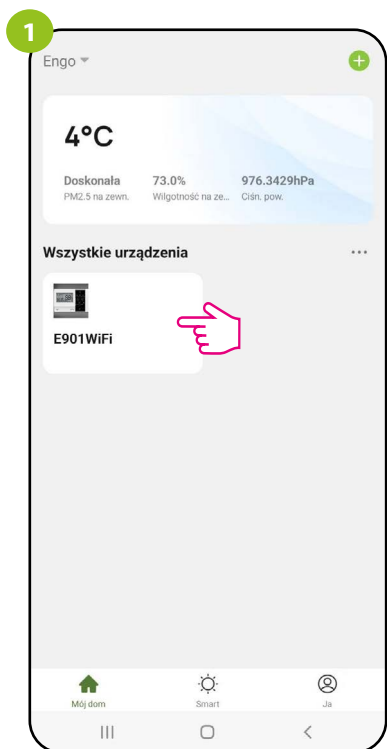 1
Engo
4°C
Doskonała 73.0% 976.3429hPa
PM2.5 na zewn. Wilgotność na ze... Ciśn. pow.
Wszystkie urządzenia
E901WiFi
Mój dom Smart Ja